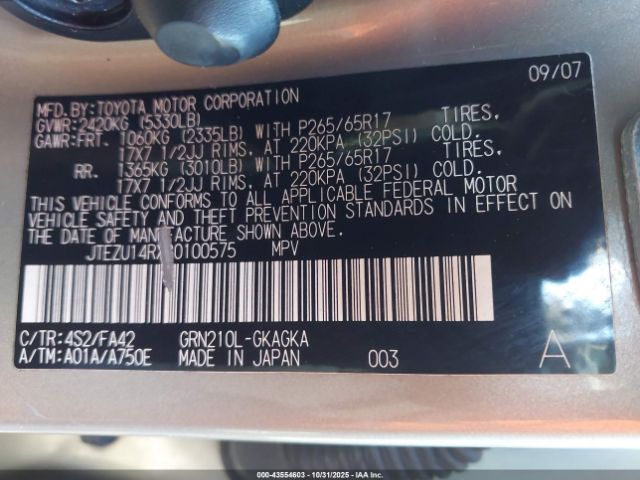 09/07
MFD.BY:TOYOTA MOTOR CORPORATION
GVWR:2420KG (5330LB)
GAWR:FRT. 1060KG (2335LB) WITH P265/65R17 TIRES,
17X7 1/2JJ RIMS, AT 220KPA (32PSI) COLD.
RR. 1365KG (3010LB) WITH P265/65R17 TIRES,
17X7 1/2JJ RIMS, AT 220KPA (32PSI) COLD.
THIS VEHICLE CONFORMS TO ALL APPLICABLE FEDERAL MOTOR
VEHICLE SAFETY AND THEFT PREVENTION STANDARDS IN EFFECT ON
THE DATE OF MANUFACTURE SHOWN ABOVE.
MPV
C/TR:4S2/FA42 GRN210L-GKAGKA
A/TM:A01A/A750E MADE IN JAPAN 003 A
000-43554603 | 10/31/2025 | IAA Inc.